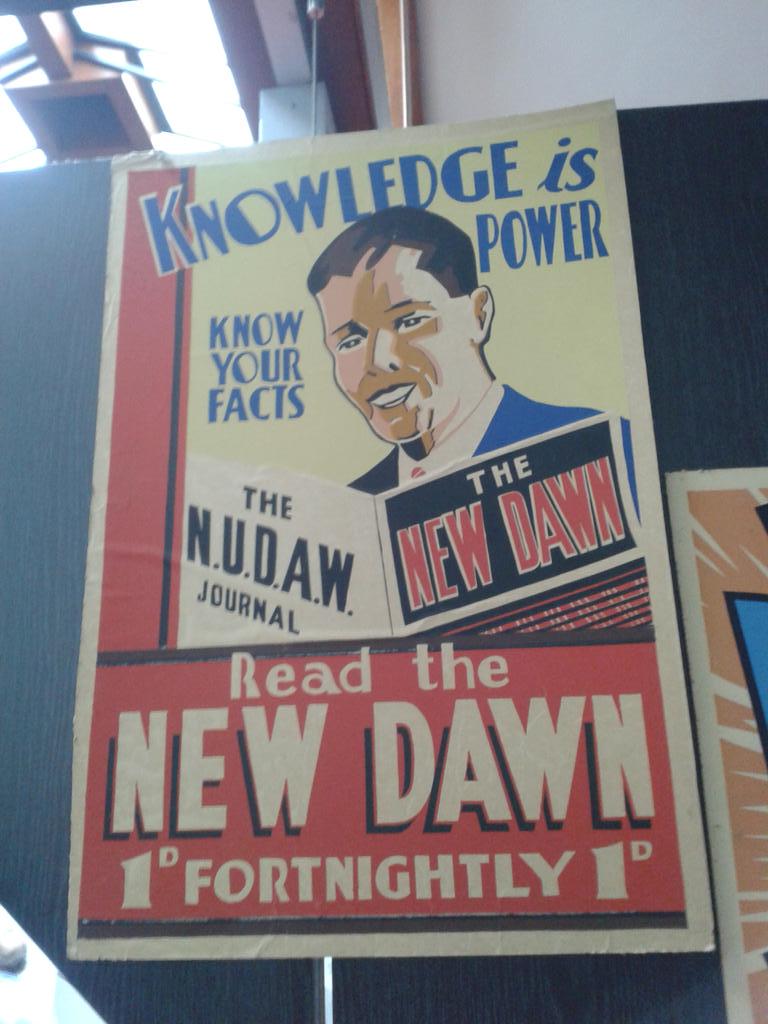 KNOWLEDGE is
POWER
KNOW
YOUR
FACTS
THE
N.U.D.A.W.
JOURNAL
THE
NEW DAWN
Read the
NEW DAWN
1D FORTNIGHTLY 1D